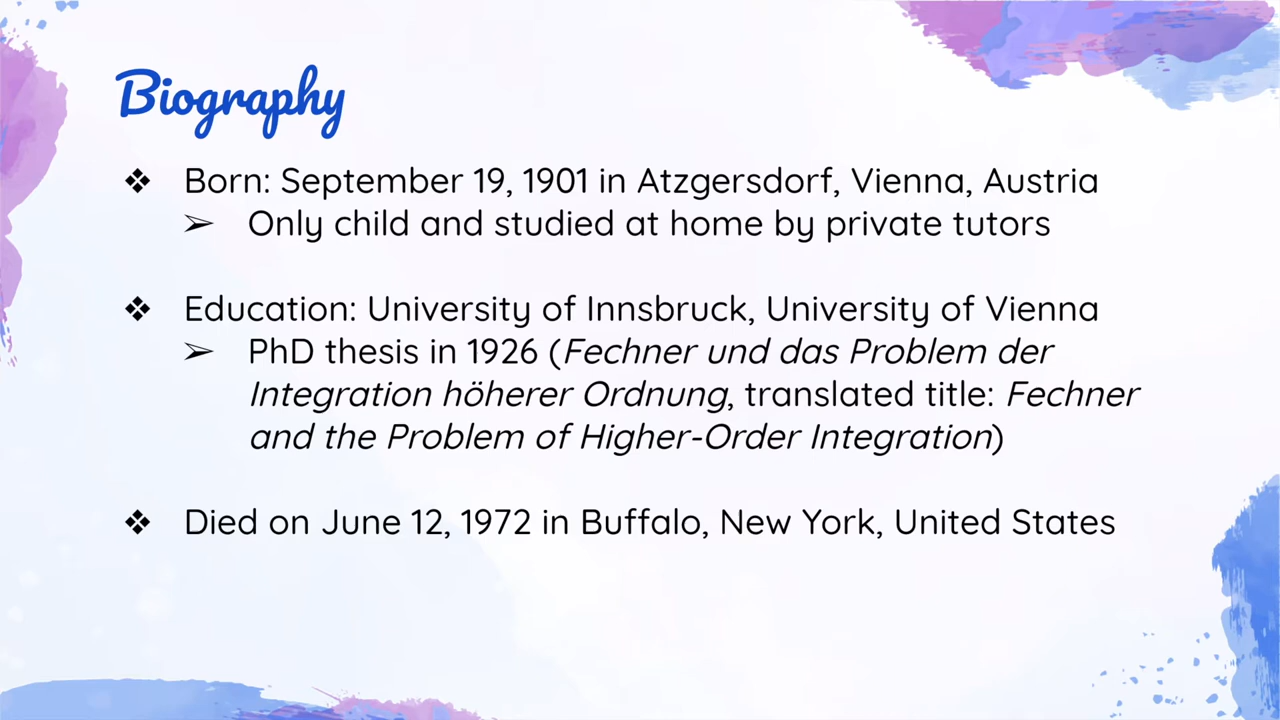 Biography
❖ Born: September 19, 1901 in Atzgersdorf, Vienna, Austria
➢ Only child and studied at home by private tutors
❖ Education: University of Innsbruck, University of Vienna
➢ PhD thesis in 1926 (Fechner und das Problem der
Integration höherer Ordnung, translated title: Fechner
and the Problem of Higher-Order Integration)
❖ Died on June 12, 1972 in Buffalo, New York, United States